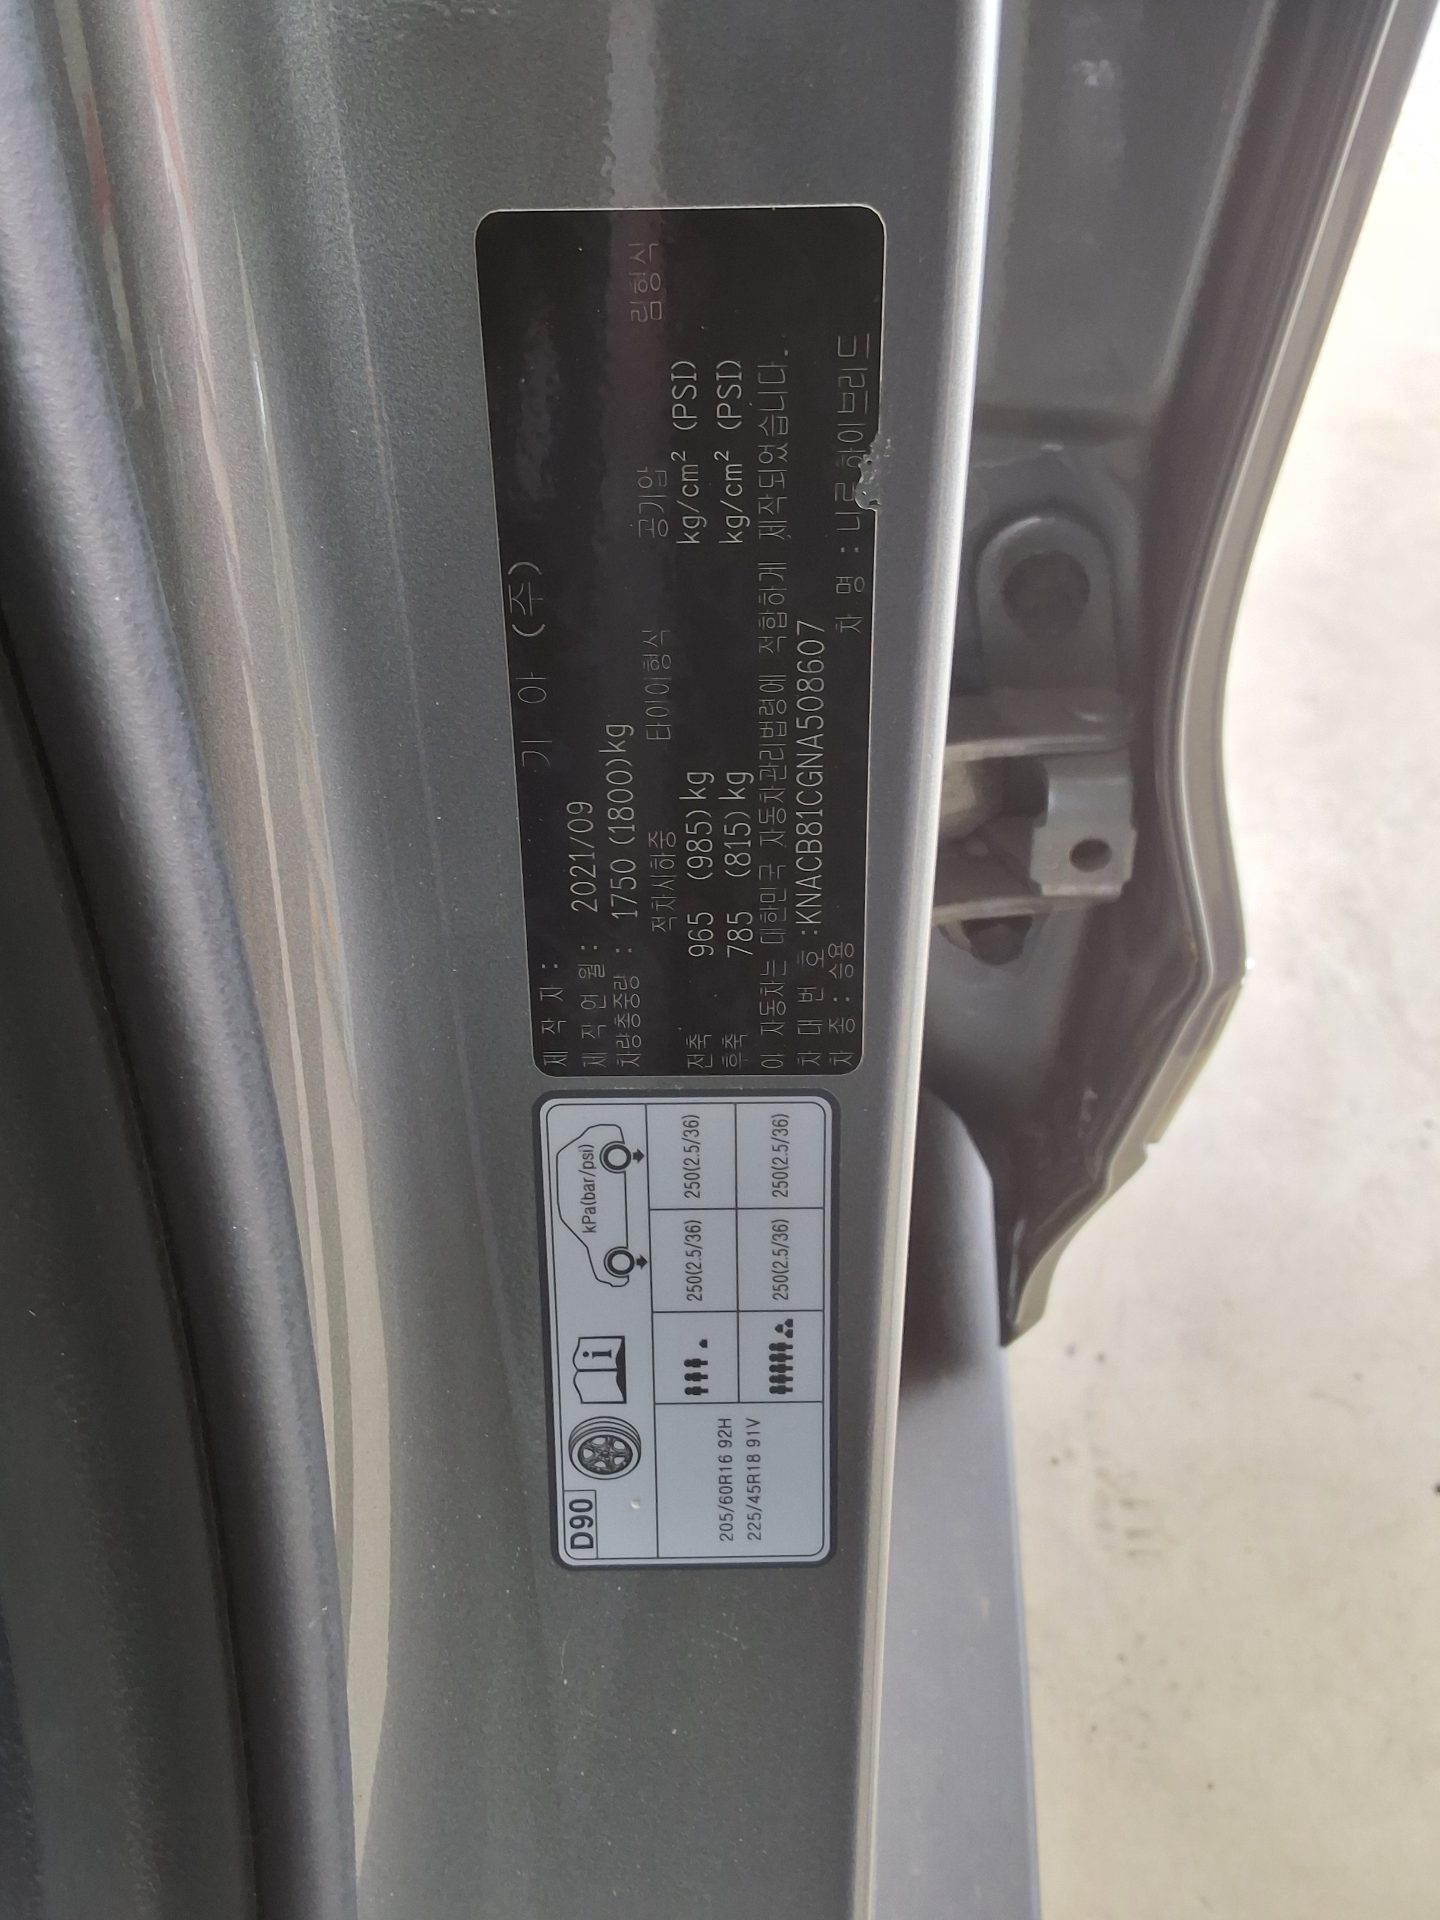 제 작 자 : 기 아 (주)
제 작 연 월 : 2021/09
차량총중량 : 1750(1800)kg
적차시하중 타이어형식 공기압 림형식
전축 965 (985)kg kg/cm² (PSI)
후축 785 (815)kg kg/cm² (PSI)
이 자동차는 대한민국 자동차관리법령에 적합하게 제작되었습니다.
차 대 번 호 :KNACB81CGNA508607
차 종 : 승용 차 명 : 니로하이브리드
D90 i kPa(bar/psi)
205/60R16 92H
225/45R18 91V
250(2.5/36) 250(2.5/36)
250(2.5/36) 250(2.5/36)